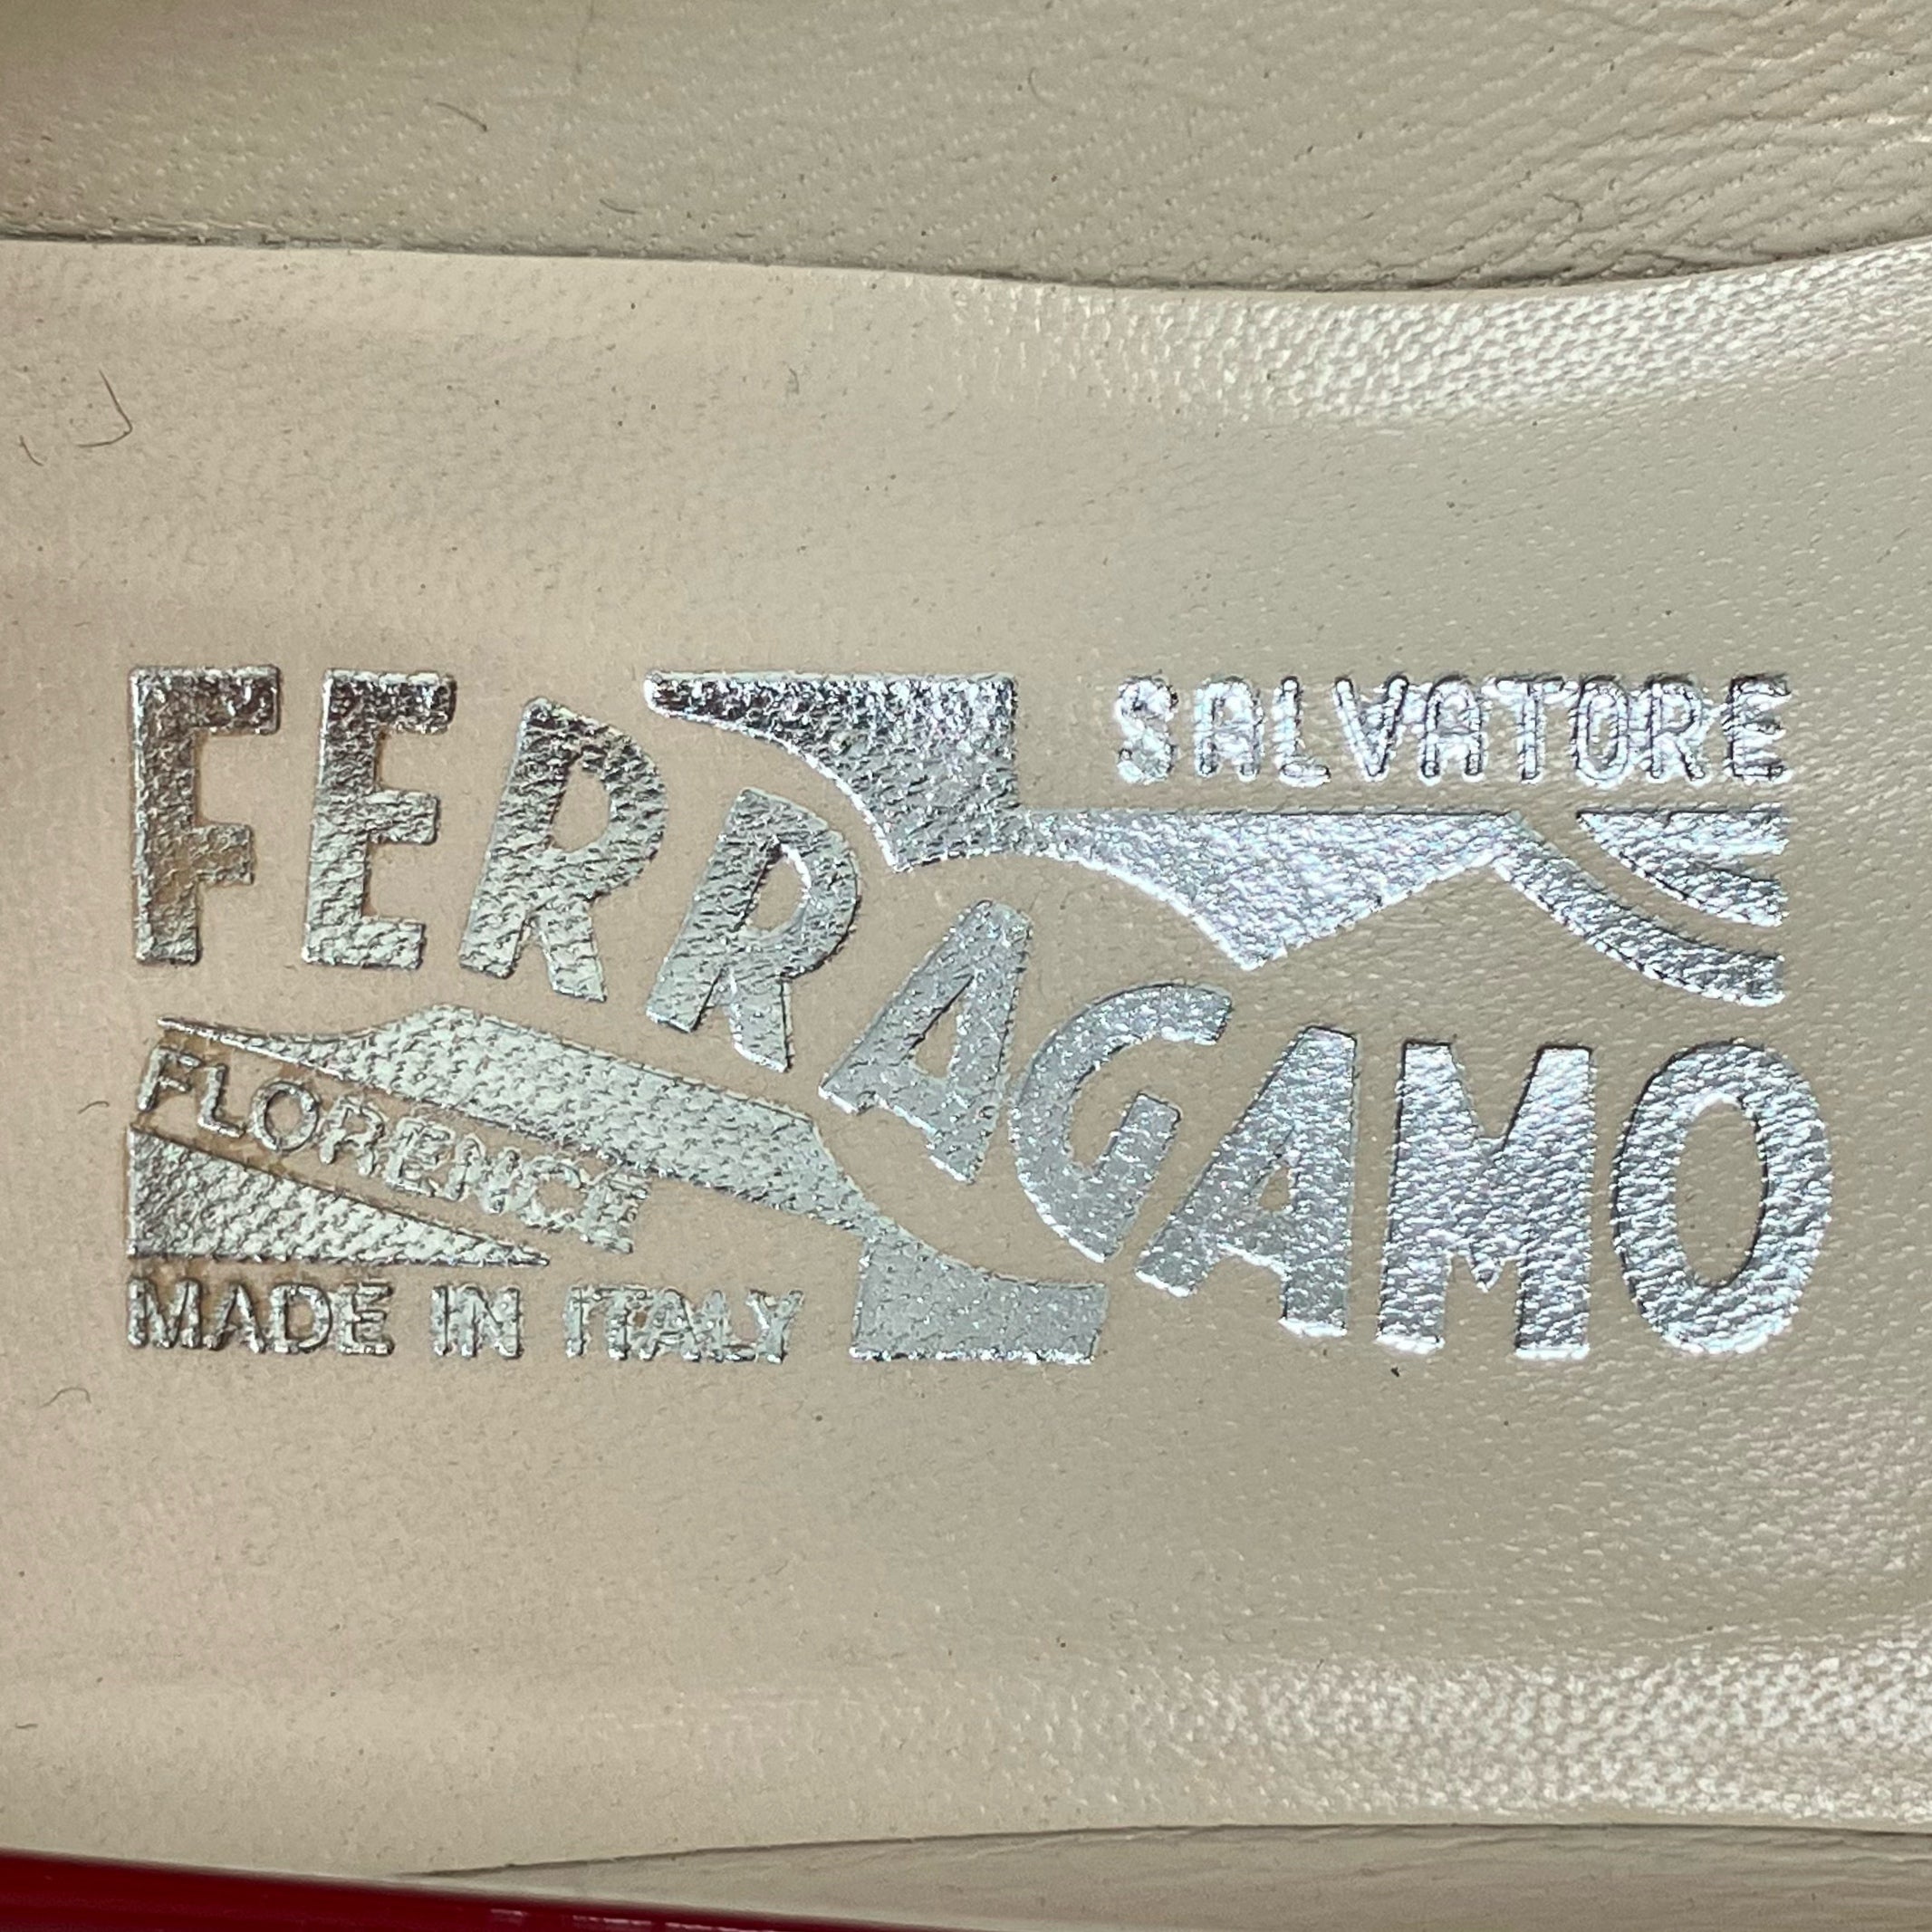 SALVATORE
FERRAGAMO
FLORENCE
MADE IN ITALY